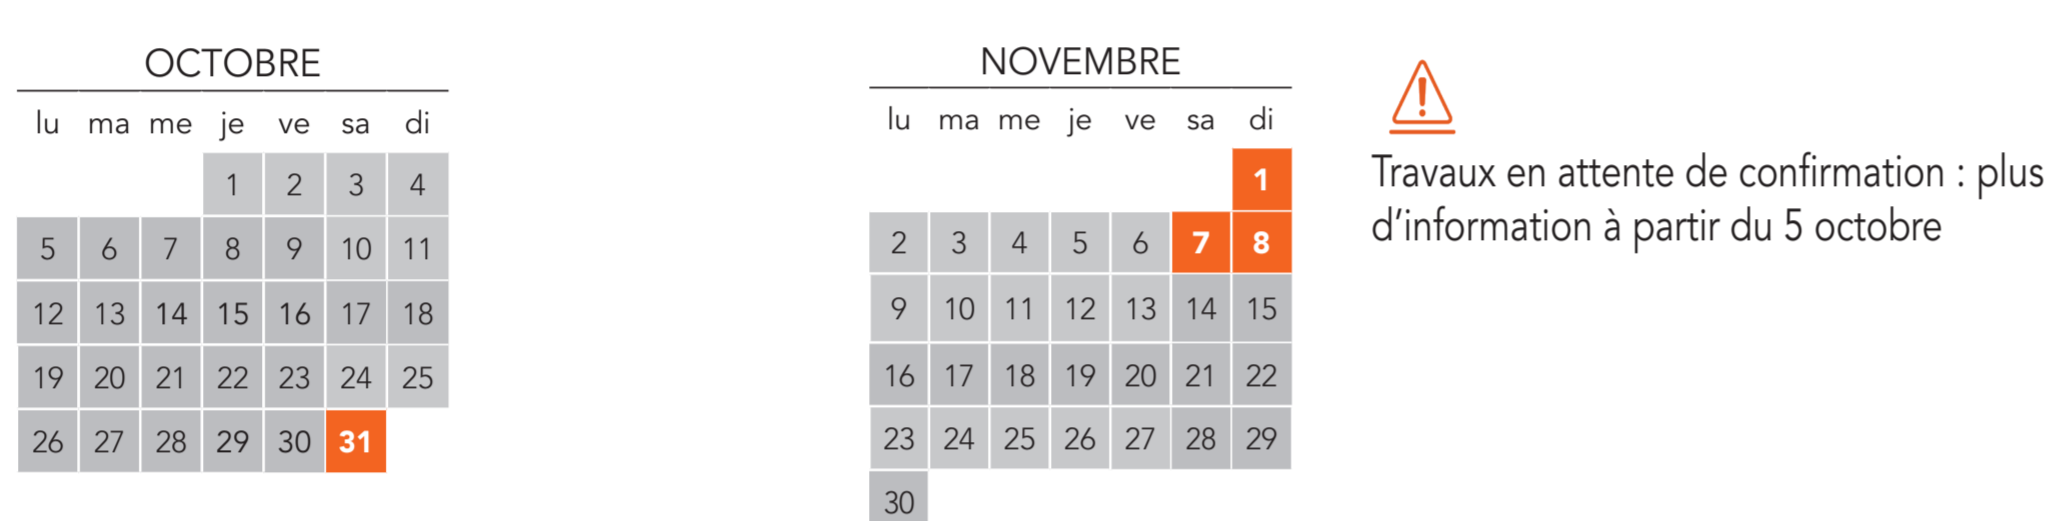 OCTOBRE
lu ma me je ve sa di
1 2 3 4
5 6 7 8 9 10 11
12 13 14 15 16 17 18
19 20 21 22 23 24 25
26 27 28 29 30 31
NOVEMBRE
lu ma me je ve sa di
1
2 3 4 5 6 7 8
9 10 11 12 13 14 15
16 17 18 19 20 21 22
23 24 25 26 27 28 29
30
Travaux en attente de confirmation : plus
d’information à partir du 5 octobre